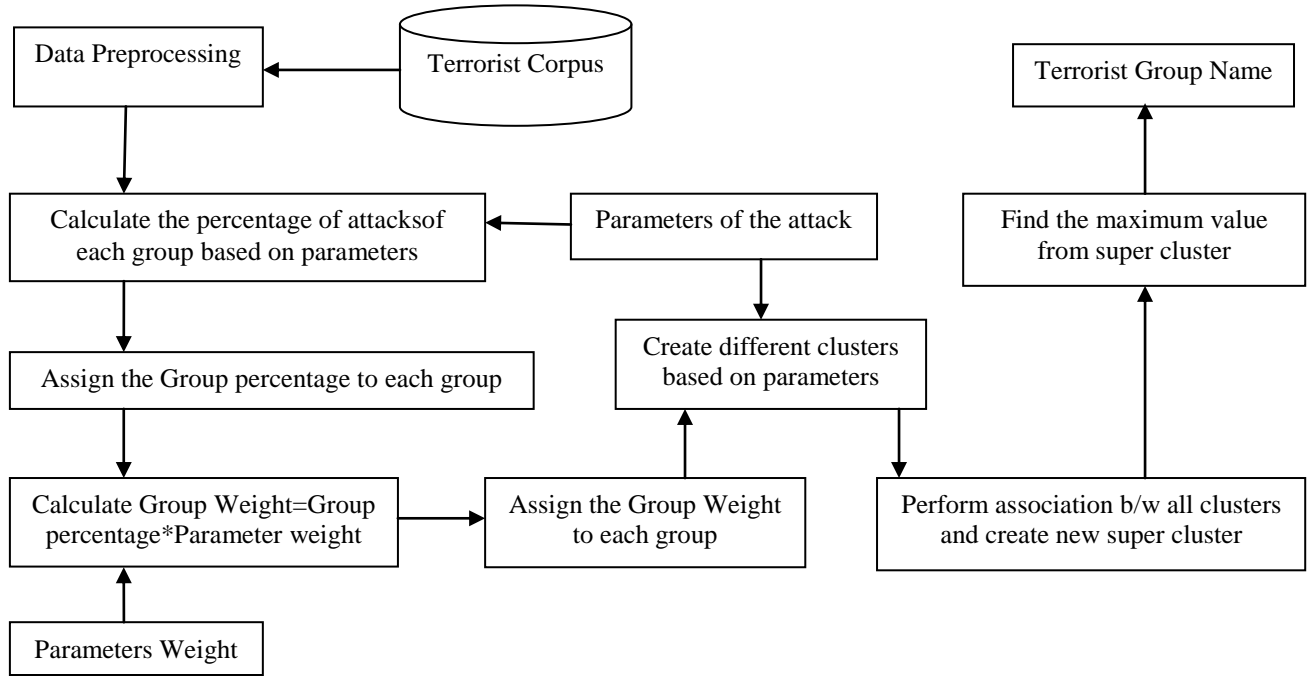 Data Preprocessing
Terrorist Corpus
Terrorist Group Name
Calculate the percentage of attacksof
each group based on parameters
Parameters of the attack
Find the maximum value
from super cluster
Create different clusters
based on parameters
Assign the Group percentage to each group
Calculate Group Weight=Group
percentage*Parameter weight
Assign the Group Weight
to each group
Perform association b/w all clusters
and create new super cluster
Parameters Weight